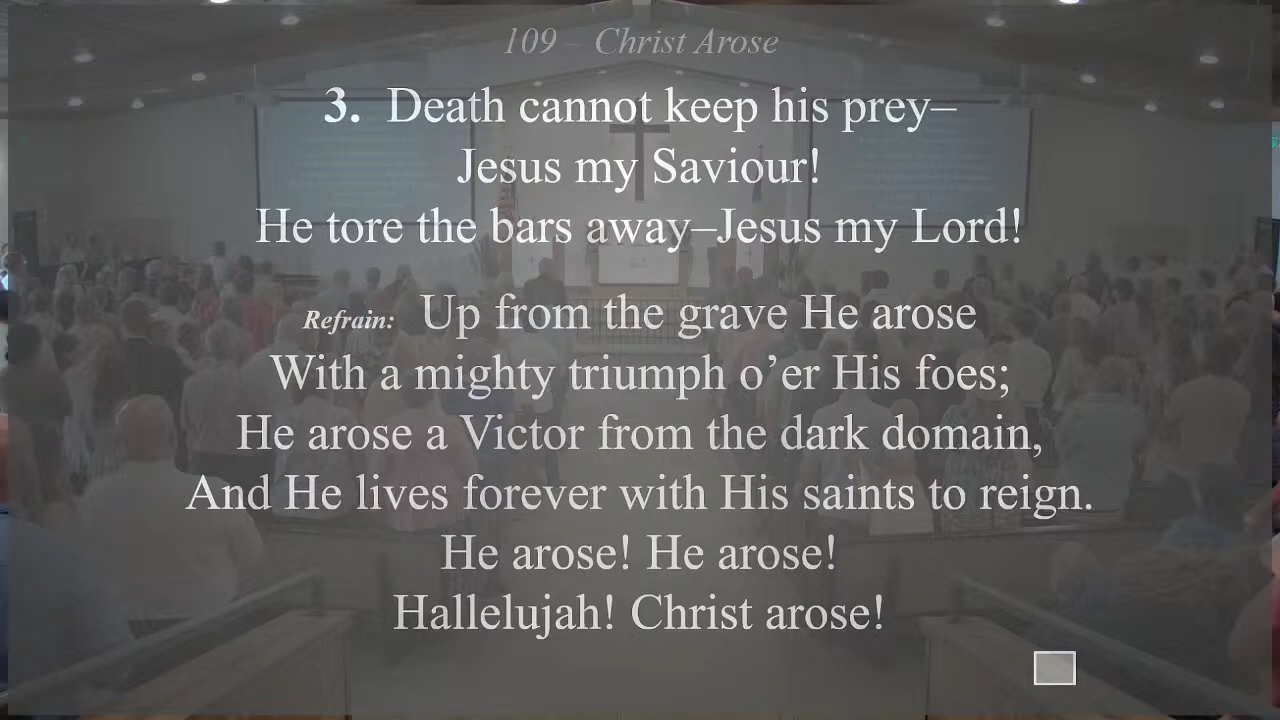 109 – Christ Arose
3. Death cannot keep his prey–
Jesus my Saviour!
He tore the bars away–Jesus my Lord!
Refrain: Up from the grave He arose
With a mighty triumph o’er His foes;
He arose a Victor from the dark domain,
And He lives forever with His saints to reign.
He arose! He arose!
Hallelujah! Christ arose!